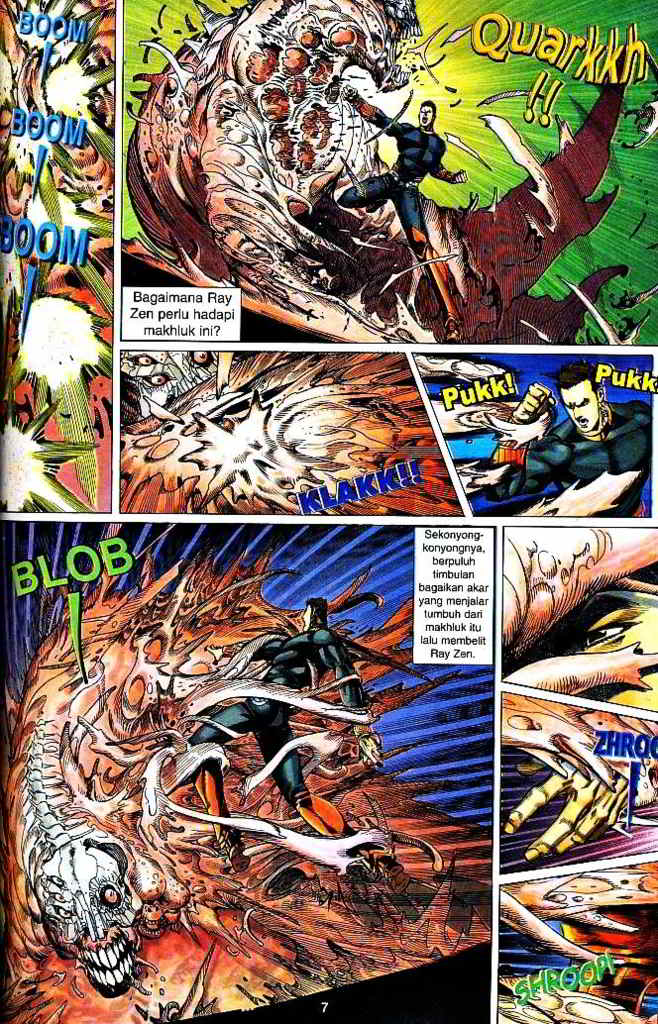 BOOM
BOOM
BOOM
Quarkkh
!!
Bagaimana Ray
Zen perlu hadapi
makhluk ini?
KLAKK!!
Pukk!
Pukk
BLOB
Sekonyong-
konyongnya,
berpuluh
timbulan
bagaikan akar
yang menjalar
tumbuh dari
makhluk itu
lalu membelit
Ray Zen.
ZHROO
SHROOP!
7